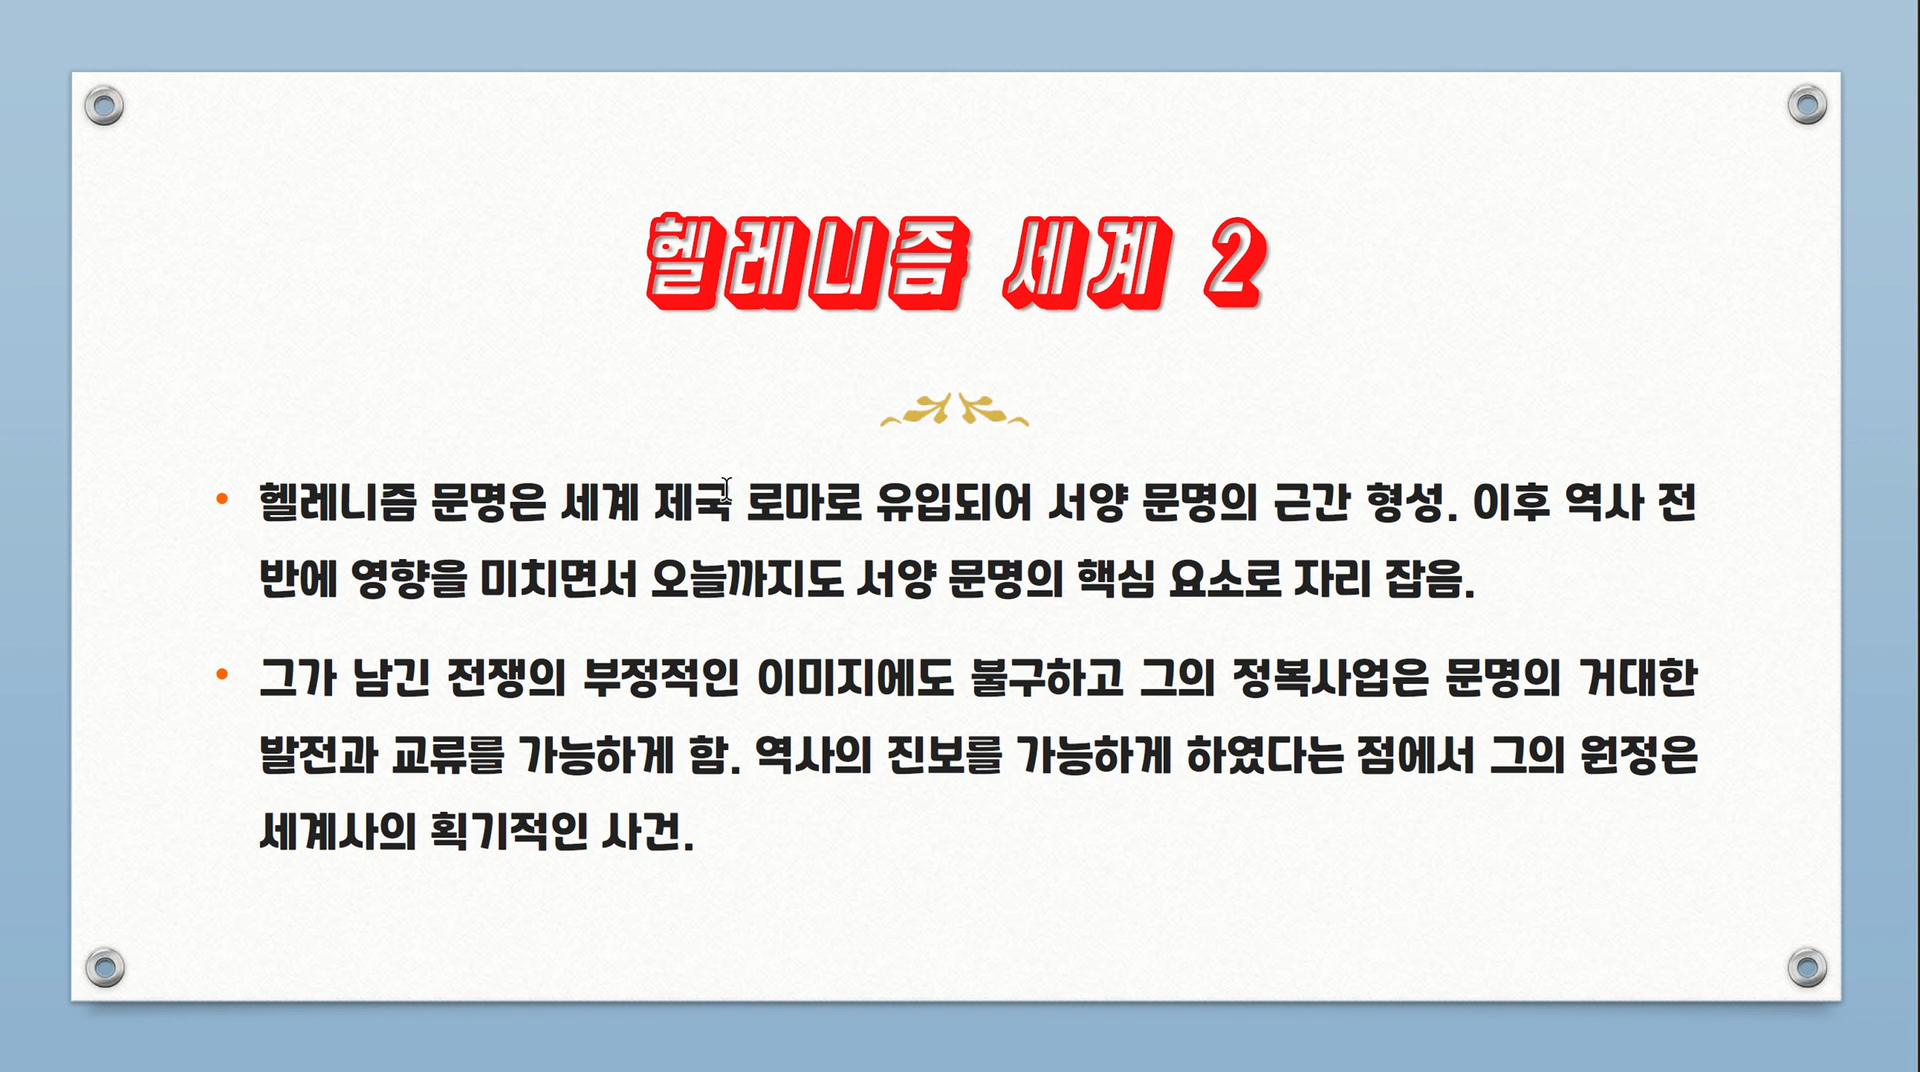 헬레니즘 세계 2
• 헬레니즘 문명은 세계 제국 로마로 유입되어 서양 문명의 근간 형성. 이후 역사 전
반에 영향을 미치면서 오늘까지도 서양 문명의 핵심 요소로 자리 잡음.
• 그가 남긴 전쟁의 부정적인 이미지에도 불구하고 그의 정복사업은 문명의 거대한
발전과 교류를 가능하게 함. 역사의 진보를 가능하게 하였다는 점에서 그의 원정은
세계사의 획기적인 사건.